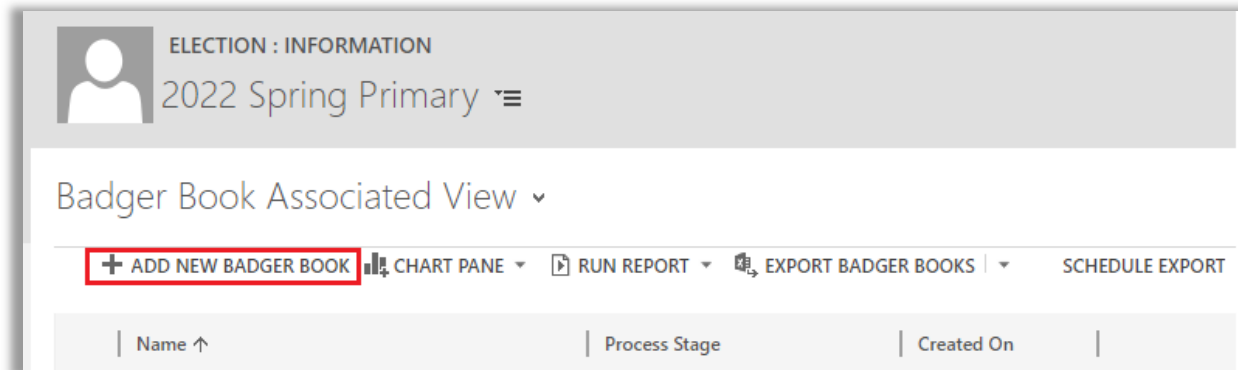 ELECTION : INFORMATION
2022 Spring Primary
Badger Book Associated View
ADD NEW BADGER BOOK CHART PANE RUN REPORT EXPORT BADGER BOOKS SCHEDULE EXPORT
Name ↑ Process Stage Created On